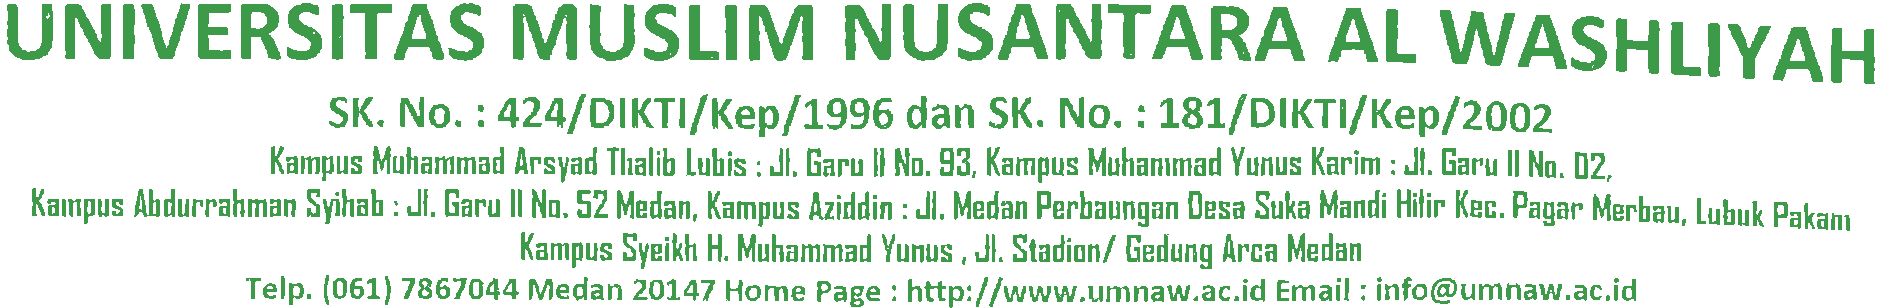 UNIVERSITAS MUSLIM NUSANTARA AL WASHLIYAH
SK. No. : 424/DIKTI/Kep/1996 dan SK. No. : 181/DIKTI/Kep/2002
Kampus Muhammad Arsyad Thalib Lubis : Jl. Garu II No. 93, Kampus Muhammad Yunus Karim : Jl. Garu II No. 02,
Kampus Abdurrahman Syihab : Jl. Garu II No. 52 Medan, Kampus Aziddin : Jl. Medan Perbaungan Desa Suka Mandi Hilir Kec. Pagar Merbau, Lubuk Pakam
Kampus Syeikh H. Muhammad Yunus , Jl. Stadion/ Gedung Arca Medan
Telp. (061) 7867044 Medan 20147 Home Page : http://www.umnaw.ac.id Email : info@umnaw.ac.id